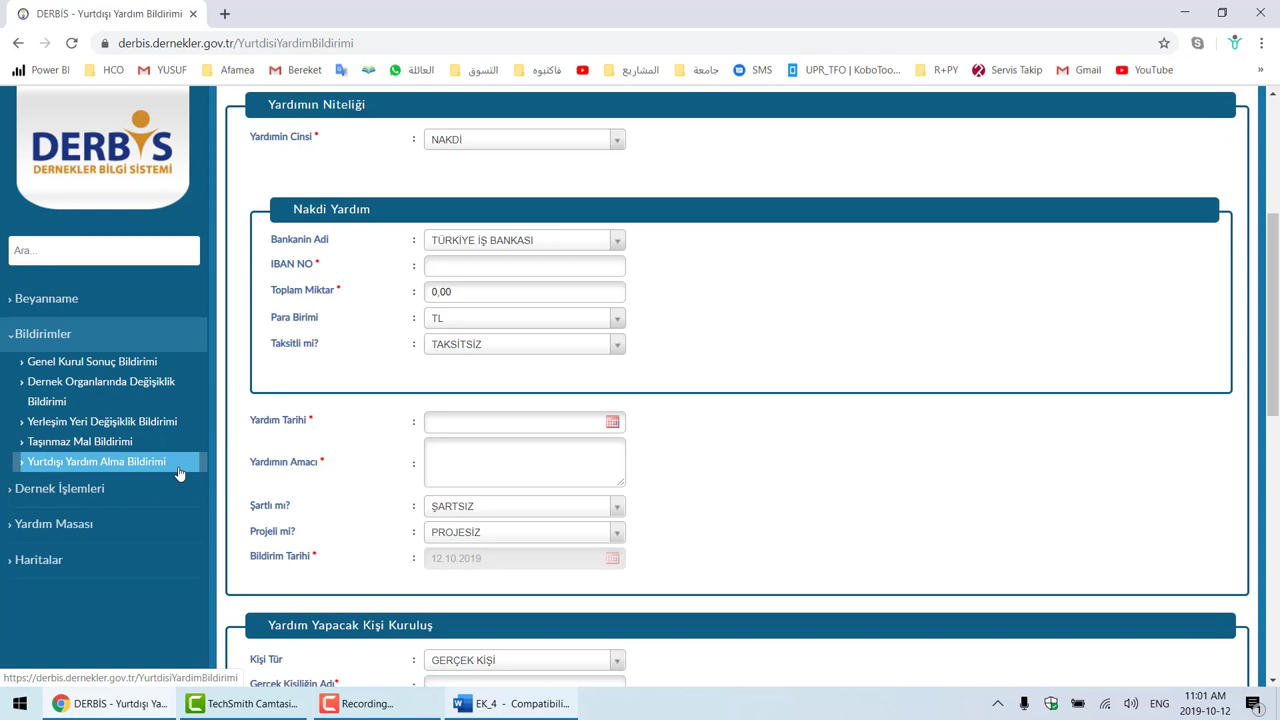 DERBİS - Yurtdışı Yardım Bildirimi
derbis.dernekler.gov.tr/YurtdisiYardimBildirimi
Power BI
HCO
YUSUF
Afamea
Bereket
العائلة
التسوق
فاكتبوه
المشاريع
جامعة
SMS
UPR_TFO | KoboToo...
R+PY
Servis Takip
Gmail
YouTube
»
DERBİS
DERNEKLER BİLGİ SİSTEMİ
Ara...
Beyanname
Bildirimler
Genel Kurul Sonuç Bildirimi
Dernek Organlarında Değişiklik
Bildirimi
Yerleşim Yeri Değişiklik Bildirimi
Taşınmaz Mal Bildirimi
Yurtdışı Yardım Alma Bildirimi
Dernek İşlemleri
Yardım Masası
Haritalar
Yardımın Niteliği
Yardımin Cinsi * : NAKDİ
Nakdi Yardım
Bankanin Adi : TÜRKİYE İŞ BANKASI
IBAN NO * :
Toplam Miktar * : 0,00
Para Birimi : TL
Taksitli mi? : TAKSİTSİZ
Yardım Tarihi * :
Yardımın Amacı * :
Şartlı mı? : ŞARTSIZ
Projeli mi? : PROJESİZ
Bildirim Tarihi * : 12.10.2019
Yardım Yapacak Kişi Kuruluş
Kişi Tür : GERÇEK KİŞİ
Gerçek Kişiliğin Adı* :
https://derbis.dernekler.gov.tr/YurtdisiYardimBildirimi
DERBİS - Yurtdışı Ya...
TechSmith Camtasi...
Recording...
EK_4 - Compatibili...
ENG
11:01 AM
2019-10-12
1